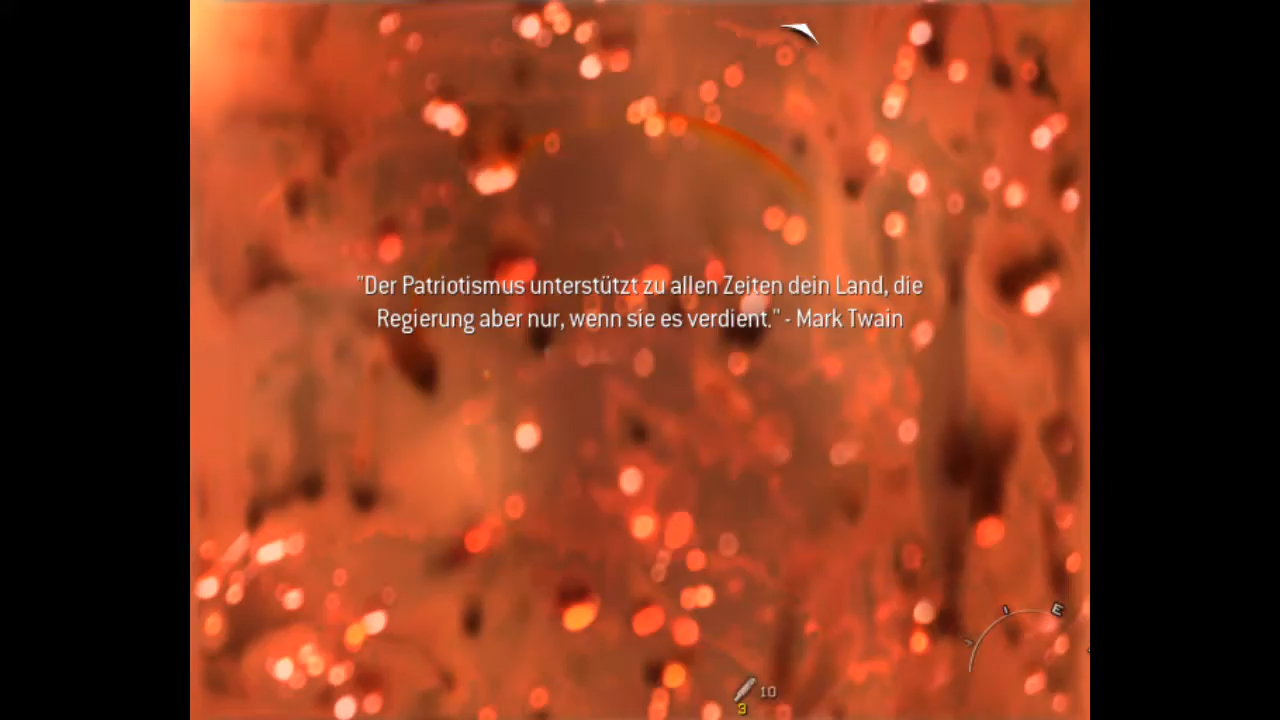 "Der Patriotismus unterstützt zu allen Zeiten dein Land, die
Regierung aber nur, wenn sie es verdient." - Mark Twain
E
10
3